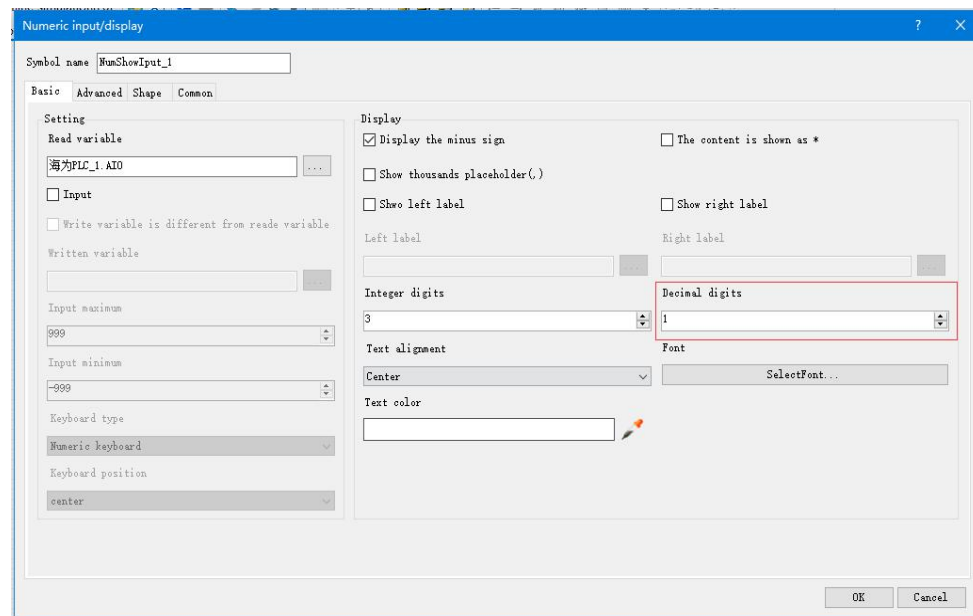 Numeric input/display
Symbol name NumShowIput_1
Basic Advanced Shape Common
Setting
Read variable
海为PLC_1.AI0
...
Input
Write variable is different from reade variable
Written variable
...
Input maximum
999
Input minimum
-999
Keyboard type
Numeric keyboard
Keyboard position
center
Display
Display the minus sign
The content is shown as *
Show thousands placeholder(,)
Shwo left label
Show right label
Left label
Right label
...
...
Integer digits
Decimal digits
3
1
Text alignment
Font
Center
SelectFont...
Text color
OK Cancel